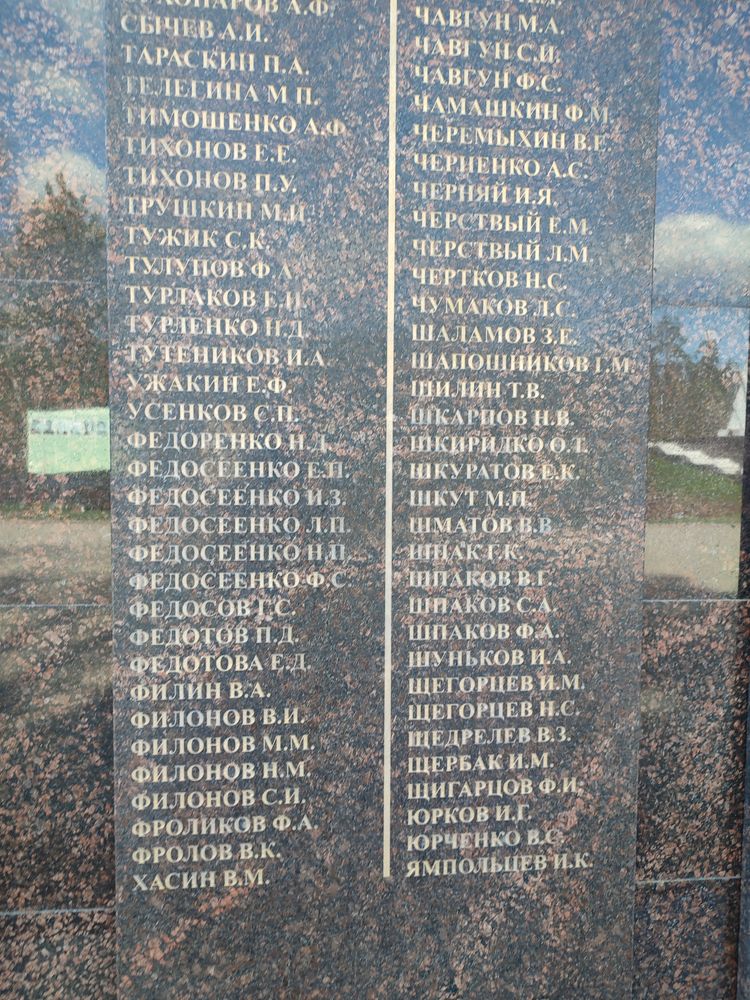 СЫЧЕВ А.И.
ТАРАСКИН П.А.
ТЕЛЕГИНА М.П.
ТИМОШЕНКО А.Ф.
ТИХОНОВ Е.Е.
ТИХОНОВ П.У.
ТРУШКИН М.И.
ТУЖИК С.К.
ТУЛУПОВ Ф.А.
ТУРЛАКОВ Е.И.
ТУРЛЕНКО Н.Д.
ТУТЕНИКОВ И.А.
УЖАКИН Е.Ф.
УСЕНКОВ С.П.
ФЕДОРЕНКО Н.Д.
ФЕДОСЕЕНКО Е.П.
ФЕДОСЕЕНКО И.З.
ФЕДОСЕЕНКО Л.П.
ФЕДОСЕЕНКО Н.П.
ФЕДОСЕЕНКО Ф.С.
ФЕДОСОВ Г.С.
ФЕДОТОВ П.Д.
ФЕДОТОВА Е.Д.
ФИЛИН В.А.
ФИЛОНОВ В.И.
ФИЛОНОВ М.М.
ФИЛОНОВ Н.М.
ФИЛОНОВ С.И.
ФРОЛИКОВ Ф.А.
ФРОЛОВ В.К.
ХАСИН В.М.
ЧАВГУН М.А.
ЧАВГУН С.И.
ЧАВГУН Ф.С.
ЧАМАШКИН Ф.М.
ЧЕРЕМЫХИН В.Е.
ЧЕРНЕНКО А.С.
ЧЕРНЯЙ И.Я.
ЧЕРСТВЫЙ Е.М.
ЧЕРСТВЫЙ Л.М.
ЧЕРТКОВ Н.С.
ЧУМАКОВ Л.С.
ШАЛАМОВ З.Е.
ШАПОШНИКОВ Г.М.
ШИЛИН Т.В.
ШКАРПОВ Н.В.
ШКИРИДКО О.Т.
ШКУРАТОВ Е.К.
ШКУТ М.П.
ШМАТОВ В.В.
ШПАК Г.К.
ШПАКОВ В.Г.
ШПАКОВ С.А.
ШПАКОВ Ф.А.
ШУНЬКОВ И.А.
ЩЕГОРЦЕВ И.М.
ЩЕГОРЦЕВ Н.С.
ЩЕДРЕЛЕВ В.З.
ЩЕРБАК И.М.
ЩИГАРЦОВ Ф.И.
ЮРКОВ И.Г.
ЮРЧЕНКО В.С.
ЯМПОЛЬЦЕВ И.К.